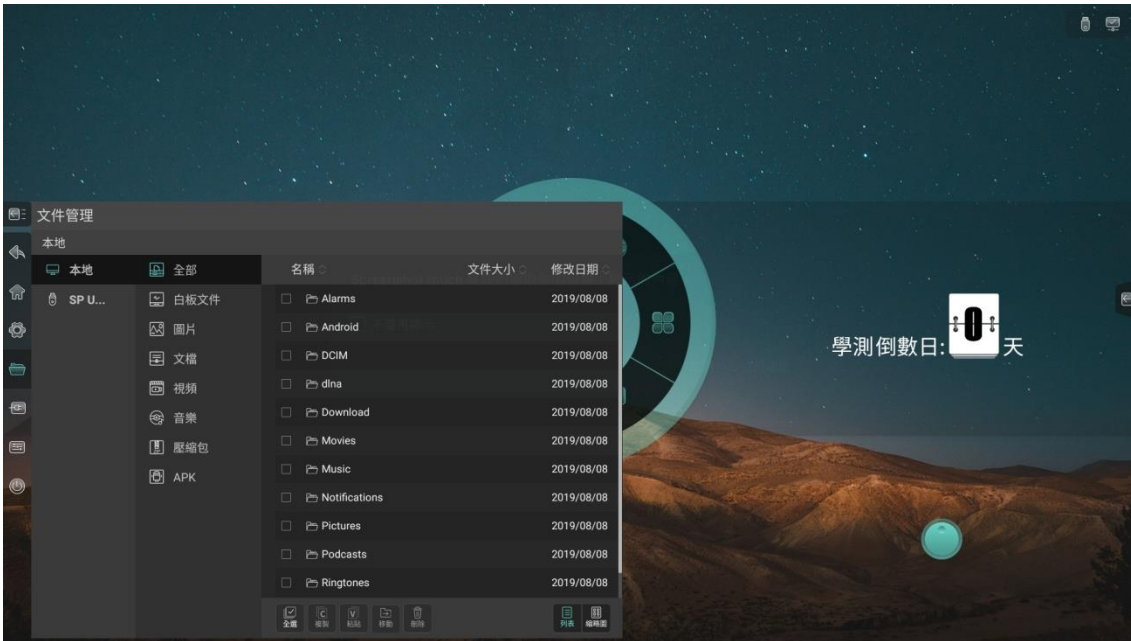 文件管理
本地
本地
SP U...
全部
白板文件
圖片
文檔
視頻
音樂
壓縮包
APK
名稱 文件大小 修改日期
Alarms 2019/08/08
Android 2019/08/08
DCIM 2019/08/08
dlna 2019/08/08
Download 2019/08/08
Movies 2019/08/08
Music 2019/08/08
Notifications 2019/08/08
Pictures 2019/08/08
Podcasts 2019/08/08
Ringtones 2019/08/08
全選 複製 粘貼 移動 刪除 列表 縮略圖
學測倒數日: 0 天